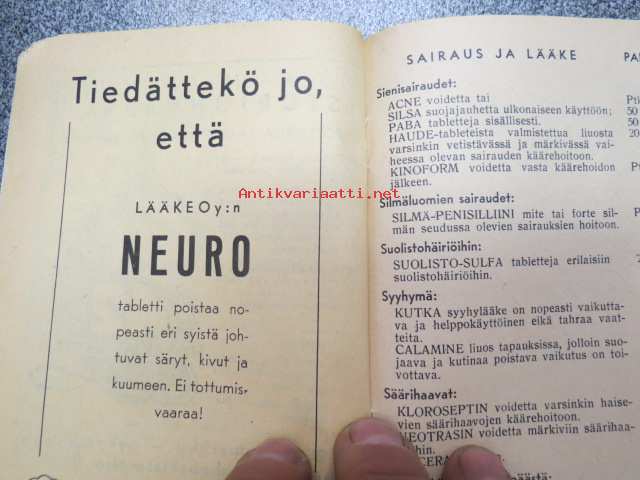 Tiedättekö jo,
että
LÄÄKE Oy:n
NEURO
tabletti poistaa no-
peasti eri syistä joh-
tuvat säryt, kivut ja
kuumeen. Ei tottumis-
vaaraa!
Antikvariaatti.net
SAIRAUS JA LÄÄKE
Sienisairaudet:
ACNE voidetta tai
SILSA suojajauhetta ulkonaiseen käyttöön;
PABA tabletteja sisällisesti.
HAUDE-tableteista valmistettua liuosta
varsinkin vetistävässä ja märkivässä vai-
heessa olevan sairauden käärehoitoon.
KINOFORM voidetta vasta käärehoidon
jälkeen.
Silmäluomien sairaudet:
SILMÄ-PENISILLIINI mite tai forte sil-
män seudussa olevien sairauksien hoitoon.
Suolistohäiriöihin:
SUOLISTO-SULFA tabletteja erilaisiin
suolistohäiriöihin.
Syyhymä:
KUTKA syyhylääke on nopeasti vaikutta-
va ja helppokäyttöinen eikä tahraa vaat-
teita.
CALAMINE liuos tapauksissa, jolloin suo-
jaava ja kutinaa poistava vaikutus on toi-
vottava.
Säärihaavat:
KLOROSEPTIN voidetta varsinkin haise-
vien säärihaavojen käärehoitoon.
NEOTRASIN voidetta märkiviin säärihaa-
50
50